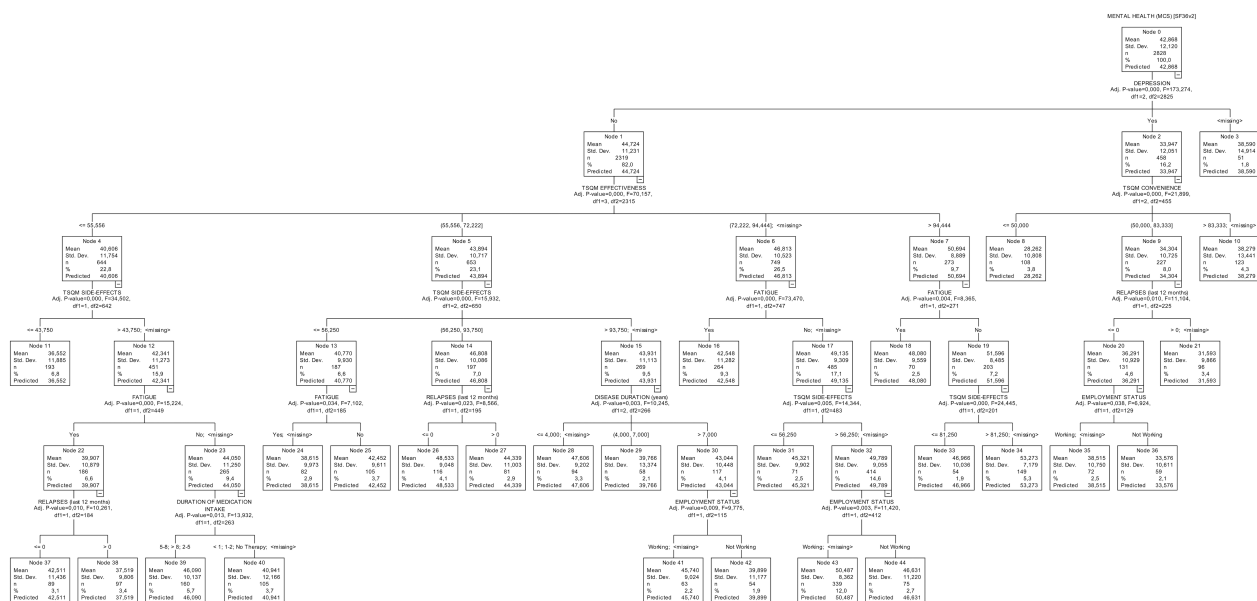 MENTAL HEALTH (MCS) [SF36v2]
Node 0
Mean 42,868
Std. Dev. 12,120
n 2828
% 100,0
Predicted 42,868
DEPRESSION
Adj. P-value=0,000, F=173,274,
df1=2, df2=2825
No
Yes
<missing>
Node 1
Mean 44,724
Std. Dev. 11,231
n 2319
% 82,0
Predicted 44,724
TSQM EFFECTIVENESS
Adj. P-value=0,000, F=70,157,
df1=3, df2=2315
Node 2
Mean 33,947
Std. Dev. 12,051
n 458
% 16,2
Predicted 33,947
TSQM CONVENIENCE
Adj. P-value=0,000, F=21,899,
df1=2, df2=455
Node 3
Mean 38,590
Std. Dev. 14,914
n 51
% 1,8
Predicted 38,590
<= 55,556
(55,556, 72,222]
(72,222, 94,444]; <missing>
> 94,444
<= 50,000
(50,000, 83,333]
> 83,333; <missing>
Node 4
Mean 40,606
Std. Dev. 11,754
n 644
% 22,8
Predicted 40,606
TSQM SIDE-EFFECTS
Adj. P-value=0,000, F=34,502,
df1=1, df2=642
Node 5
Mean 43,894
Std. Dev. 10,717
n 653
% 23,1
Predicted 43,894
TSQM SIDE-EFFECTS
Adj. P-value=0,000, F=15,932,
df1=2, df2=650
Node 6
Mean 46,813
Std. Dev. 10,523
n 749
% 26,5
Predicted 46,813
FATIGUE
Adj. P-value=0,000, F=73,470,
df1=1, df2=747
Node 7
Mean 50,694
Std. Dev. 8,889
n 273
% 9,7
Predicted 50,694
FATIGUE
Adj. P-value=0,004, F=8,365,
df1=1, df2=271
Node 8
Mean 28,262
Std. Dev. 10,808
n 108
% 3,8
Predicted 28,262
Node 9
Mean 34,304
Std. Dev. 10,725
n 227
% 8,0
Predicted 34,304
RELAPSES (last 12 months)
Adj. P-value=0,010, F=11,104,
df1=1, df2=225
Node 10
Mean 38,279
Std. Dev. 13,441
n 123
% 4,3
Predicted 38,279
<= 43,750
> 43,750; <missing>
<= 56,250
(56,250, 93,750]
> 93,750; <missing>
Yes
No; <missing>
Yes
No
<= 0
> 0; <missing>
Node 11
Mean 36,552
Std. Dev. 11,885
n 193
% 6,8
Predicted 36,552
Node 12
Mean 42,341
Std. Dev. 11,273
n 451
% 15,9
Predicted 42,341
FATIGUE
Adj. P-value=0,000, F=15,224,
df1=1, df2=449
Node 13
Mean 40,770
Std. Dev. 9,930
n 187
% 6,6
Predicted 40,770
FATIGUE
Adj. P-value=0,034, F=7,102,
df1=1, df2=185
Node 14
Mean 46,808
Std. Dev. 10,086
n 197
% 7,0
Predicted 46,808
RELAPSES (last 12 months)
Adj. P-value=0,023, F=8,566,
df1=1, df2=195
Node 15
Mean 43,931
Std. Dev. 11,113
n 269
% 9,5
Predicted 43,931
DISEASE DURATION (years)
Adj. P-value=0,003, F=10,245,
df1=2, df2=266
Node 16
Mean 42,548
Std. Dev. 11,282
n 264
% 9,3
Predicted 42,548
Node 17
Mean 49,135
Std. Dev. 9,309
n 485
% 17,1
Predicted 49,135
TSQM SIDE-EFFECTS
Adj. P-value=0,005, F=14,344,
df1=1, df2=483
Node 18
Mean 48,080
Std. Dev. 9,559
n 70
% 2,5
Predicted 48,080
Node 19
Mean 51,596
Std. Dev. 8,485
n 203
% 7,2
Predicted 51,596
TSQM SIDE-EFFECTS
Adj. P-value=0,000, F=24,445,
df1=1, df2=201
Node 20
Mean 36,291
Std. Dev. 10,929
n 131
% 4,6
Predicted 36,291
EMPLOYMENT STATUS
Adj. P-value=0,038, F=6,924,
df1=1, df2=129
Node 21
Mean 31,593
Std. Dev. 9,866
n 96
% 3,4
Predicted 31,593
Yes
No; <missing>
Yes; <missing>
No
<= 0
> 0
<= 4,000; <missing>
(4,000, 7,000]
> 7,000
<= 56,250
> 56,250; <missing>
<= 81,250
> 81,250; <missing>
Working; <missing>
Not Working
Node 22
Mean 39,907
Std. Dev. 10,879
n 186
% 6,6
Predicted 39,907
RELAPSES (last 12 months)
Adj. P-value=0,010, F=10,261,
df1=1, df2=184
Node 23
Mean 44,050
Std. Dev. 11,250
n 265
% 9,4
Predicted 44,050
DURATION OF MEDICATION
INTAKE
Adj. P-value=0,013, F=13,932,
df1=1, df2=263
Node 24
Mean 38,615
Std. Dev. 9,973
n 82
% 2,9
Predicted 38,615
Node 25
Mean 42,452
Std. Dev. 9,611
n 105
% 3,7
Predicted 42,452
Node 26
Mean 48,533
Std. Dev. 9,048
n 116
% 4,1
Predicted 48,533
Node 27
Mean 44,339
Std. Dev. 11,003
n 81
% 2,9
Predicted 44,339
Node 28
Mean 47,606
Std. Dev. 9,202
n 94
% 3,3
Predicted 47,606
Node 29
Mean 39,766
Std. Dev. 13,374
n 58
% 2,1
Predicted 39,766
Node 30
Mean 43,044
Std. Dev. 10,448
n 117
% 4,1
Predicted 43,044
EMPLOYMENT STATUS
Adj. P-value=0,009, F=9,775,
df1=1, df2=115
Node 31
Mean 45,321
Std. Dev. 9,902
n 71
% 2,5
Predicted 45,321
Node 32
Mean 49,789
Std. Dev. 9,055
n 414
% 14,6
Predicted 49,789
EMPLOYMENT STATUS
Adj. P-value=0,003, F=11,420,
df1=1, df2=412
Node 33
Mean 46,966
Std. Dev. 10,036
n 54
% 1,9
Predicted 46,966
Node 34
Mean 53,273
Std. Dev. 7,179
n 149
% 5,3
Predicted 53,273
Node 35
Mean 38,515
Std. Dev. 10,750
n 72
% 2,5
Predicted 38,515
Node 36
Mean 33,576
Std. Dev. 10,611
n 59
% 2,1
Predicted 33,576
<= 0
> 0
5-8; > 8; 2-5
< 1; 1-2; No Therapy; <missing>
Working; <missing>
Not Working
Working; <missing>
Not Working
Node 37
Mean 42,511
Std. Dev. 11,436
n 89
% 3,1
Predicted 42,511
Node 38
Mean 37,519
Std. Dev. 9,806
n 97
% 3,4
Predicted 37,519
Node 39
Mean 46,090
Std. Dev. 10,137
n 160
% 5,7
Predicted 46,090
Node 40
Mean 40,941
Std. Dev. 12,166
n 105
% 3,7
Predicted 40,941
Node 41
Mean 45,740
Std. Dev. 9,024
n 63
% 2,2
Predicted 45,740
Node 42
Mean 39,899
Std. Dev. 11,177
n 54
% 1,9
Predicted 39,899
Node 43
Mean 50,487
Std. Dev. 8,362
n 339
% 12,0
Predicted 50,487
Node 44
Mean 46,631
Std. Dev. 11,220
n 75
% 2,7
Predicted 46,631